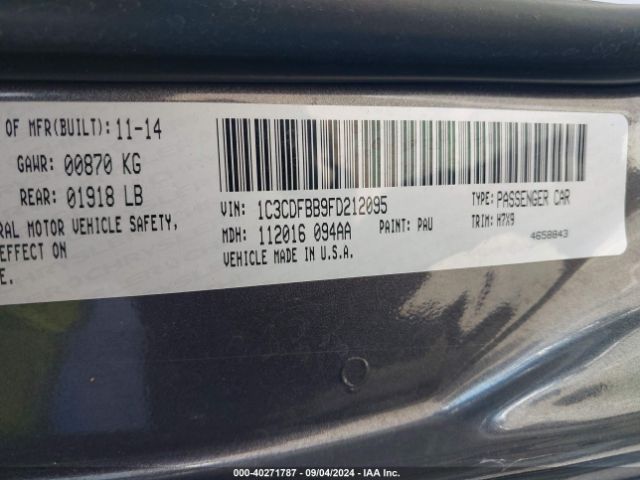 OF MFR(BUILT): 11-14
GAWR: 00870 KG
REAR: 01918 LB
RAL MOTOR VEHICLE SAFETY,
EFFECT ON
E.
VIN: 1C3CDFBB9FD212095
TYPE: PASSENGER CAR
MDH: 112016 094AA
PAINT: PAU
TRIM: H7X9
VEHICLE MADE IN U.S.A.
4658843
000-40271787 - 09/04/2024 - IAA Inc.